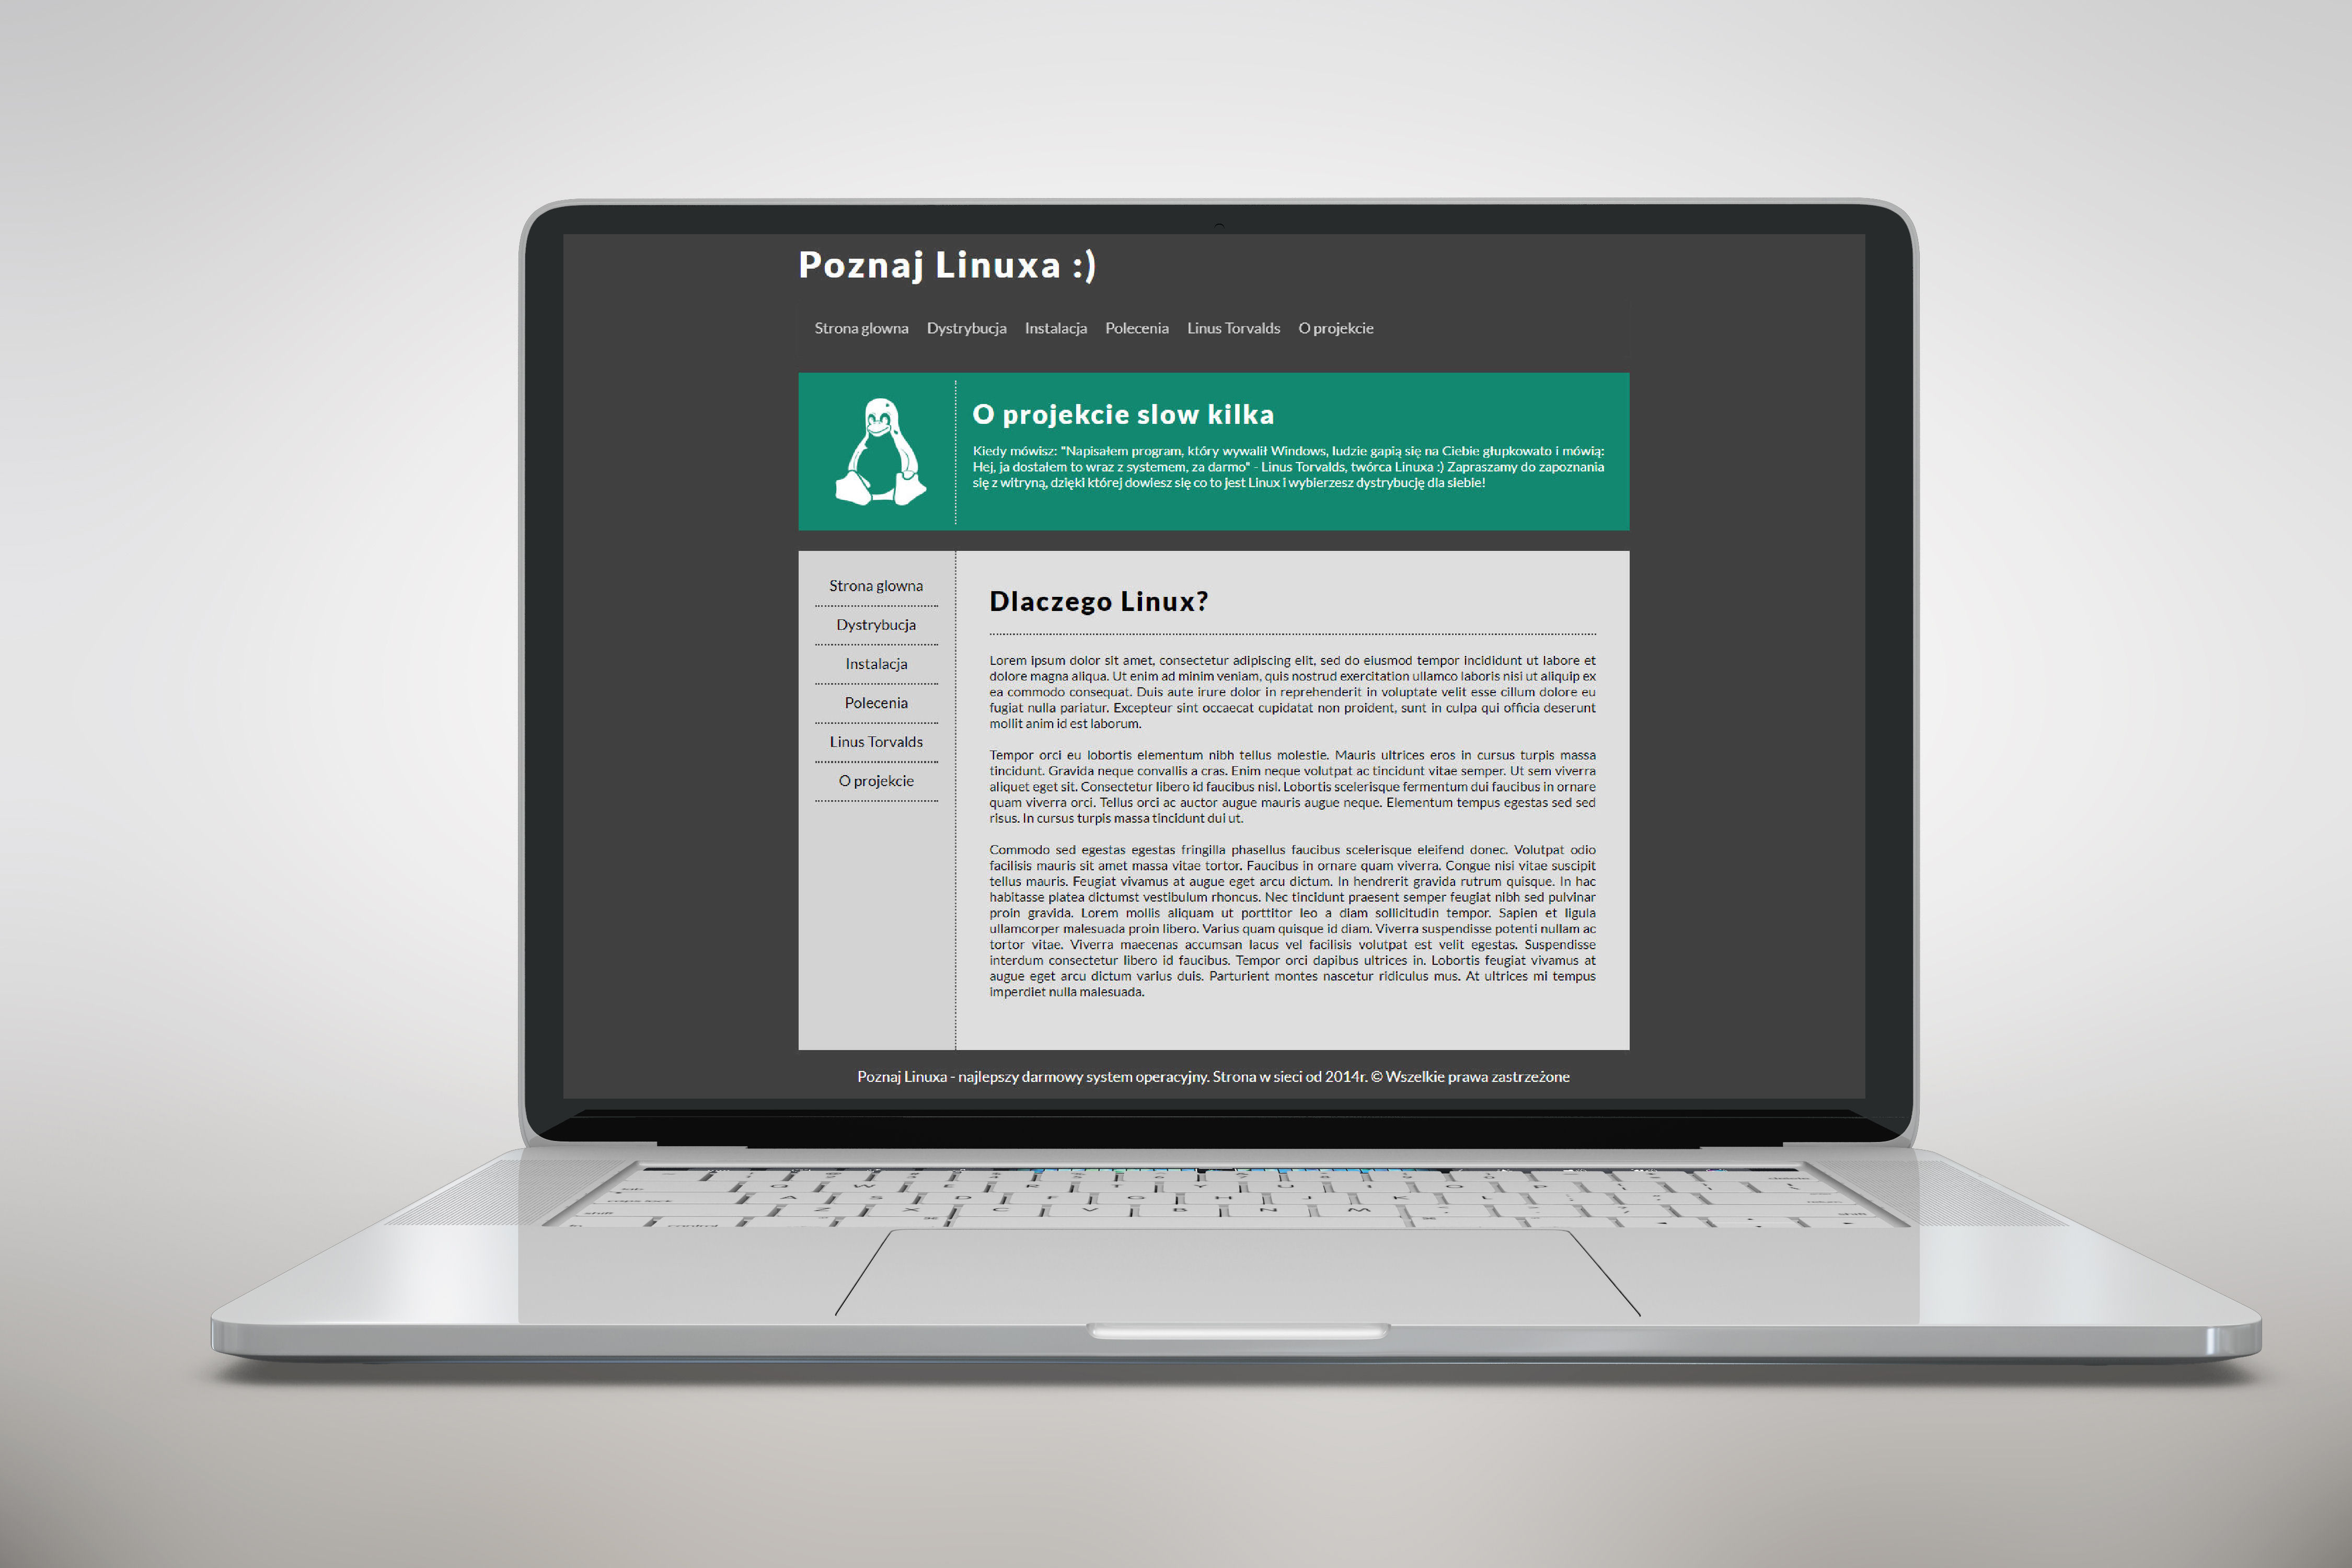 Poznaj Linuxa :)
Strona glowna Dystrybucja Instalacja Polecenia Linus Torvalds O projekcie
O projekcie slow kilka
Kiedy mówisz: "Napisałem program, który wywalił Windows, ludzie gapią się na Ciebie głupkowato i mówią:
Hej, ja dostałem to wraz z systemem, za darmo" - Linus Torvalds, twórca Linuxa :) Zapraszamy do zapoznania
się z witryną, dzięki której dowiesz się co to jest Linux i wybierzesz dystrybucję dla siebie!
Strona glowna
Dystrybucja
Instalacja
Polecenia
Linus Torvalds
O projekcie
Dlaczego Linux?
Lorem ipsum dolor sit amet, consectetur adipiscing elit, sed do eiusmod tempor incididunt ut labore et
dolore magna aliqua. Ut enim ad minim veniam, quis nostrud exercitation ullamco laboris nisi ut aliquip ex
ea commodo consequat. Duis aute irure dolor in reprehenderit in voluptate velit esse cillum dolore eu
fugiat nulla pariatur. Excepteur sint occaecat cupidatat non proident, sunt in culpa qui officia deserunt
mollit anim id est laborum.
Tempor orci eu lobortis elementum nibh tellus molestie. Mauris ultrices eros in cursus turpis massa
tincidunt. Gravida neque convallis a cras. Enim neque volutpat ac tincidunt vitae semper. Ut sem viverra
aliquet eget sit. Consectetur libero id faucibus nisl. Lobortis scelerisque fermentum dui faucibus in ornare
quam viverra orci. Tellus orci ac auctor augue mauris augue neque. Elementum tempus egestas sed sed
risus. In cursus turpis massa tincidunt dui ut.
Commodo sed egestas egestas fringilla phasellus faucibus scelerisque eleifend donec. Volutpat odio
facilisis mauris sit amet massa vitae tortor. Faucibus in ornare quam viverra. Congue nisi vitae suscipit
tellus mauris. Feugiat vivamus at augue eget arcu dictum. In hendrerit gravida rutrum quisque. In hac
habitasse platea dictumst vestibulum rhoncus. Nec tincidunt praesent semper feugiat nibh sed pulvinar
proin gravida. Lorem mollis aliquam ut porttitor leo a diam sollicitudin tempor. Sapien et ligula
ullamcorper malesuada proin libero. Varius quam quisque id diam. Viverra suspendisse potenti nullam ac
tortor vitae. Viverra maecenas accumsan lacus vel facilisis volutpat est velit egestas. Suspendisse
interdum consectetur libero id faucibus. Tempor orci dapibus ultrices in. Lobortis feugiat vivamus at
augue eget arcu dictum varius duis. Parturient montes nascetur ridiculus mus. At ultrices mi tempus
imperdiet nulla malesuada.
Poznaj Linuxa - najlepszy darmowy system operacyjny. Strona w sieci od 2014r. © Wszelkie prawa zastrzeżone
Q W E R T Y U I O P
A S D F G H J K L
Z X C V B N M